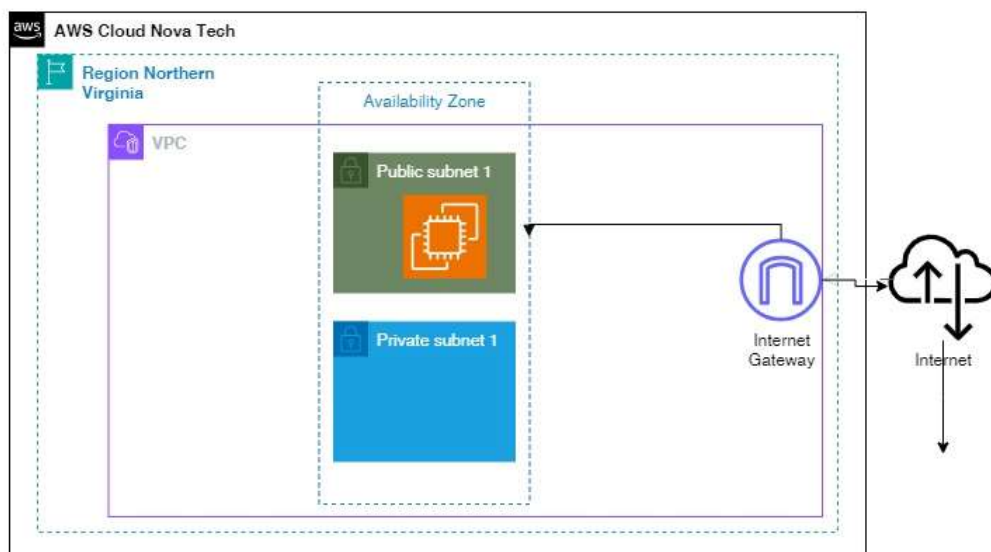 aws
AWS Cloud Nova Tech
Region Northern
Virginia
Availability Zone
VPC
Public subnet 1
Private subnet 1
Internet
Gateway
Internet